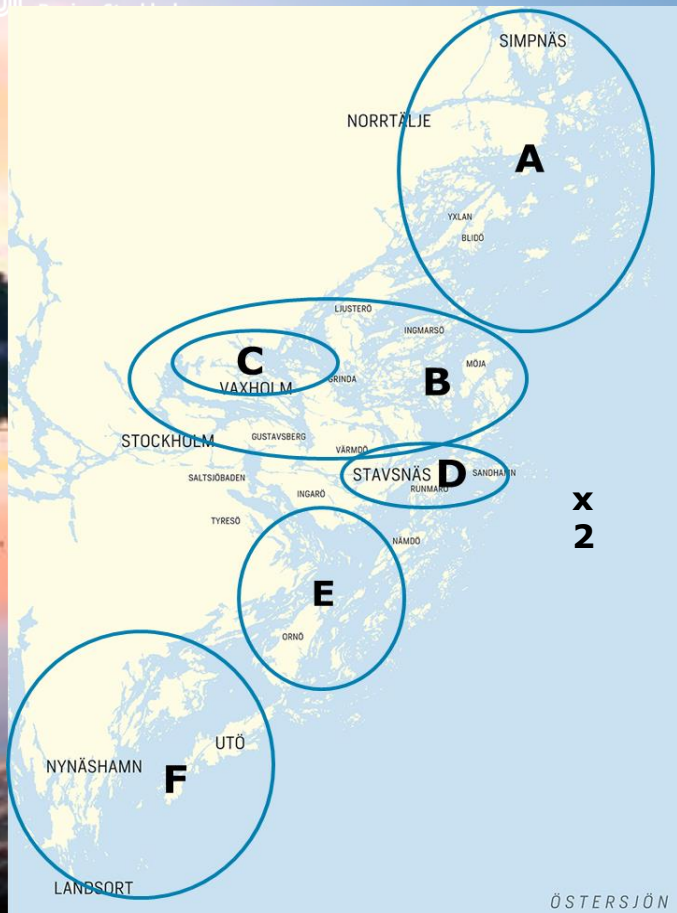 SIMPNÄS
NORRTÄLJE
A
YXLAN
BLIDÖ
LJUSTERÖ
INGMARSÖ
C
MÖJA
GRINDA
B
VAXHOLM
STOCKHOLM
GUSTAVSBERG
VÄRMDÖ
SALTSJÖBADEN
STAVSNÄS
D
SANDHAMN
RUNMARÖ
INGARÖ
x
2
TYRESÖ
NÄMDÖ
E
ORNÖ
UTÖ
NYNÄSHAMN
F
LANDSORT
ÖSTERSJÖN